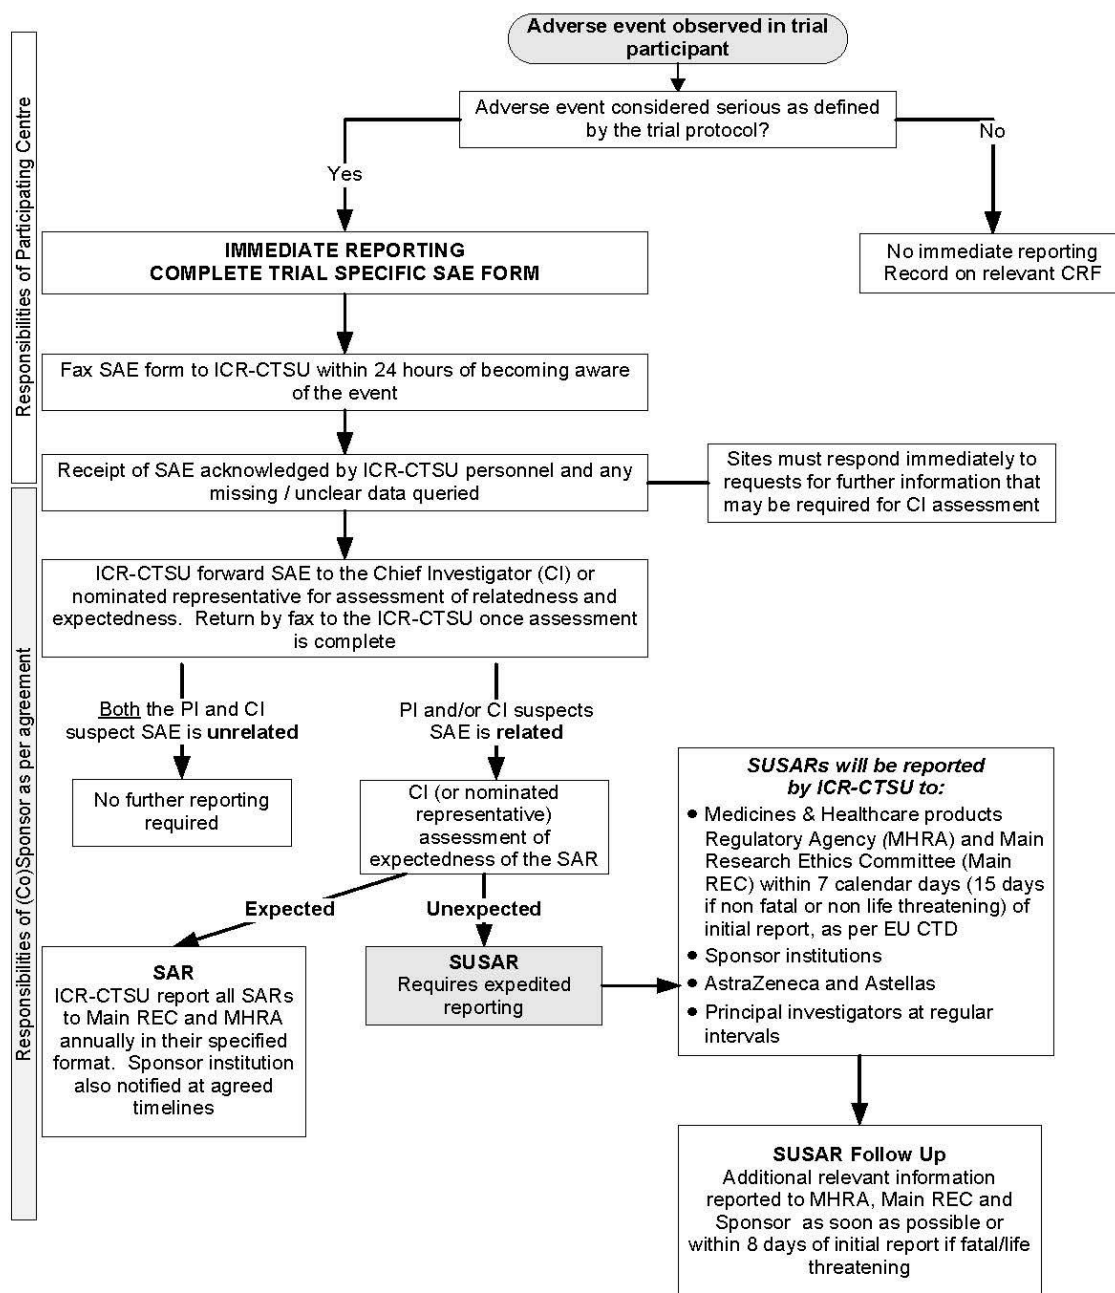 Adverse event observed in trial
participant
Adverse event considered serious as defined
by the trial protocol?
No
Yes
IMMEDIATE REPORTING
COMPLETE TRIAL SPECIFIC SAE FORM
No immediate reporting
Record on relevant CRF
Fax SAE form to ICR-CTSU within 24 hours of becoming aware
of the event
Receipt of SAE acknowledged by ICR-CTSU personnel and any
missing / unclear data queried
Sites must respond immediately to
requests for further information that
may be required for CI assessment
Responsibilities of Participating Centre
ICR-CTSU forward SAE to the Chief Investigator (CI) or
nominated representative for assessment of relatedness and
expectedness.  Return by fax to the ICR-CTSU once assessment
is complete
Both the PI and CI
suspect SAE is unrelated
PI and/or CI suspects
SAE is related
No further reporting
required
CI (or nominated
representative)
assessment of
expectedness of the SAR
Expected
Unexpected
SAR
ICR-CTSU report all SARs
to Main REC and MHRA
annually in their specified
format.  Sponsor institution
also notified at agreed
timelines
SUSAR
Requires expedited
reporting
SUSARs will be reported
by ICR-CTSU to:
● Medicines & Healthcare products
Regulatory Agency (MHRA) and Main
Research Ethics Committee (Main
REC) within 7 calendar days (15 days
if non fatal or non life threatening) of
initial report, as per EU CTD
● Sponsor institutions
● AstraZeneca and Astellas
● Principal investigators at regular
intervals
SUSAR Follow Up
Additional relevant information
reported to MHRA, Main REC and
Sponsor  as soon as possible or
within 8 days of initial report if fatal/life
threatening
Responsibilities of (Co)Sponsor as per agreement